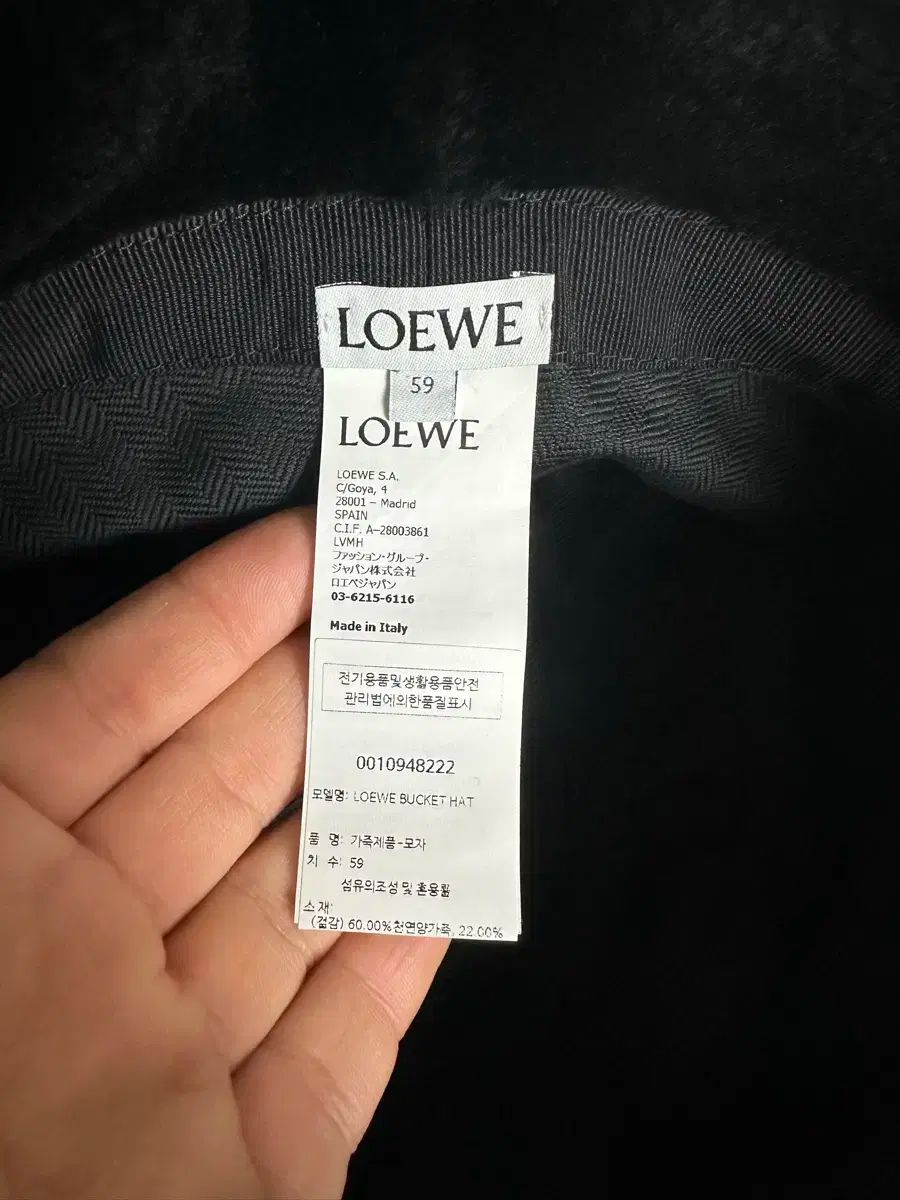 LOEWE
59
LOEWE
LOEWE S.A.
C/Goya, 4
28001 – Madrid
SPAIN
C.I.F. A–28003861
LVMH
ファッション・グループ・
ジャパン株式会社
ロエベジャパン
03-6215-6116
Made in Italy
전기용품및생활용품안전
관리법에의한품질표시
0010948222
모델명: LOEWE BUCKET HAT
품 명: 가죽제품-모자
치 수: 59
섬유의조성 및 혼용률
소 재:
(겉감) 60.00%천연양가죽, 22.00%